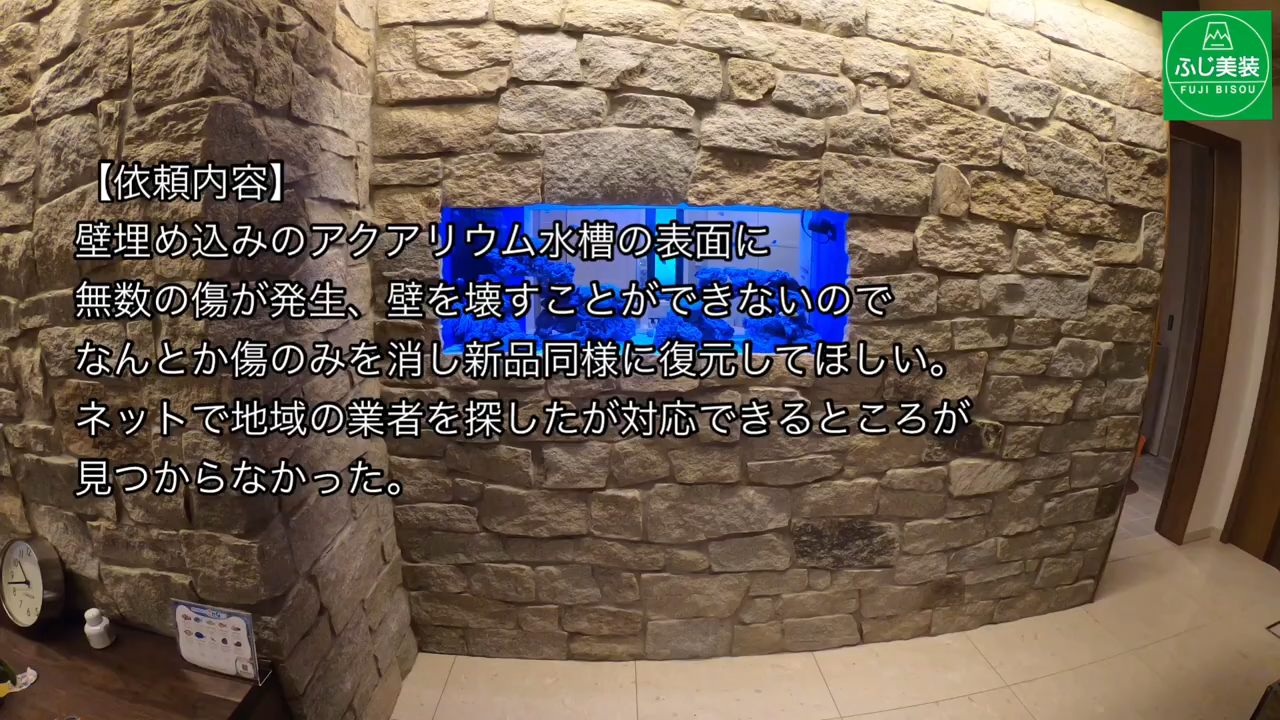 ふじ美装
FUJI BISOU
【依頼内容】
壁埋め込みのアクアリウム水槽の表面に
無数の傷が発生、壁を壊すことができないので
なんとか傷のみを消し新品同様に復元してほしい。
ネットで地域の業者を探したが対応できるところが
見つからなかった。